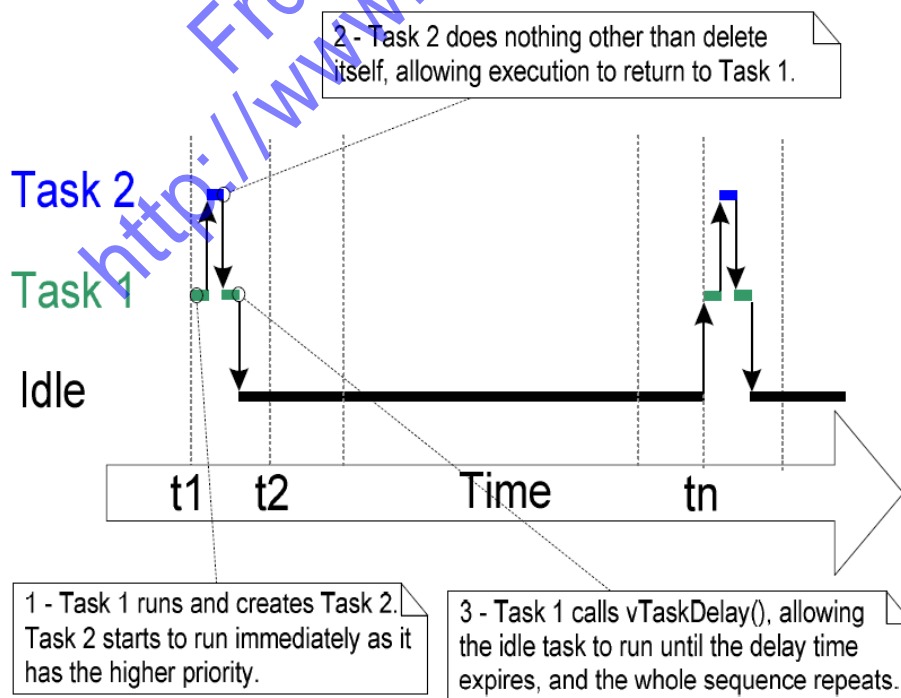 Fro
http://www.
2 - Task 2 does nothing other than delete
itself, allowing execution to return to Task 1.
Task 2
Task 1
Idle
t1 t2 Time tn
1 - Task 1 runs and creates Task 2.
Task 2 starts to run immediately as it
has the higher priority.
3 - Task 1 calls vTaskDelay(), allowing
the idle task to run until the delay time
expires, and the whole sequence repeats.